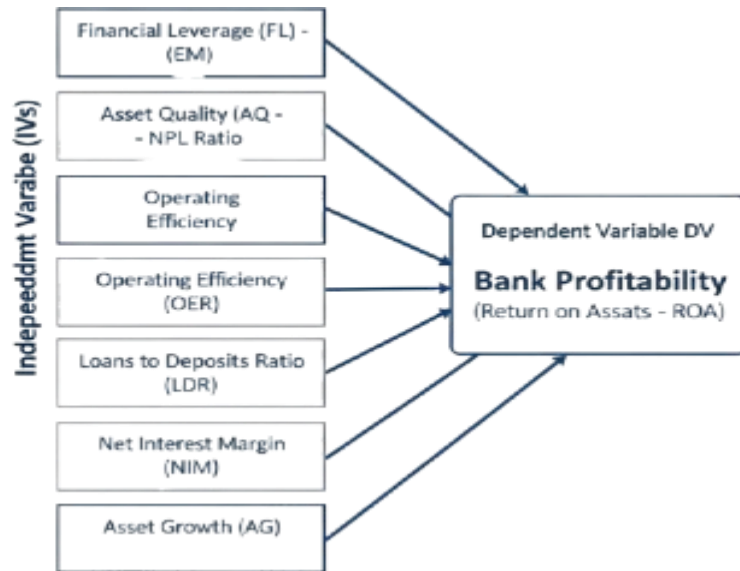 Independdmt Varabe (IVs)
Financial Leverage (FL) -
(EM)
Asset Quality (AQ -
- NPL Ratio
Operating
Efficiency
Operating Efficiency
(OER)
Loans to Deposits Ratio
(LDR)
Net Interest Margin
(NIM)
Asset Growth (AG)
Dependent Variable DV
Bank Profitability
(Return on Assats - ROA)